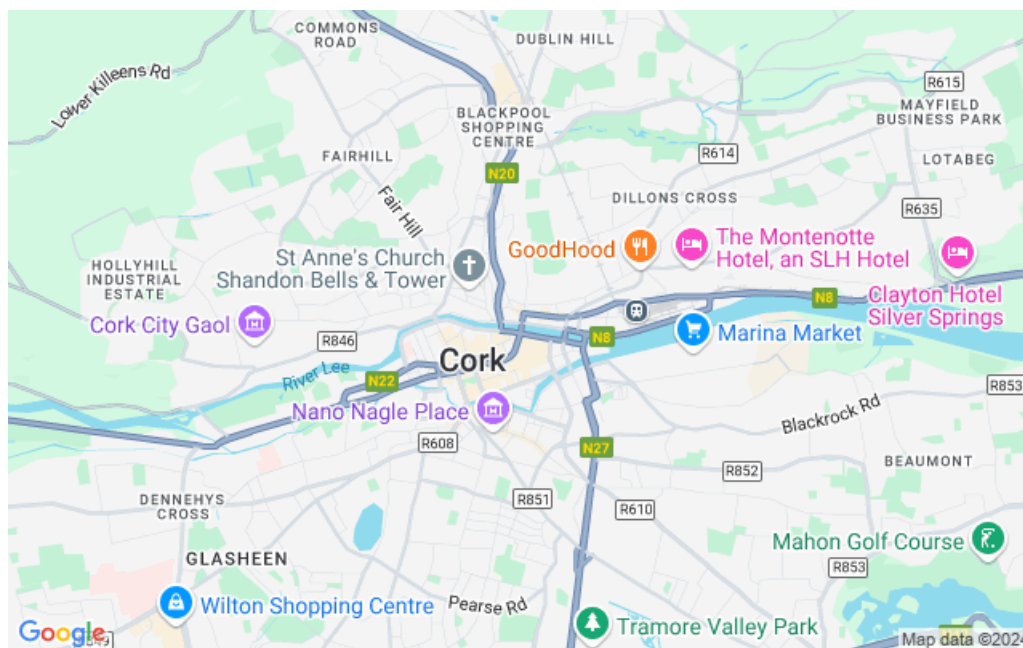 COMMONS
ROAD
DUBLIN HILL
Lower Killeens Rd
R615
MAYFIELD
BUSINESS PARK
BLACKPOOL
SHOPPING
CENTRE
FAIRHILL
R614
LOTABEG
N20
Fair Hill
DILLONS CROSS
R635
GoodHood
The Montenotte
Hotel, an SLH Hotel
St Anne's Church
Shandon Bells & Tower
HOLLYHILL
INDUSTRIAL
ESTATE
Clayton Hotel
Silver Springs
N8
Cork City Gaol
R846
N8
Marina Market
Cork
River Lee
N22
R853
Nano Nagle Place
Blackrock Rd
R608
N27
R852
BEAUMONT
DENNEHYS
CROSS
R851
R610
Mahon Golf Course
GLASHEEN
R853
Wilton Shopping Centre
Pearse Rd
Tramore Valley Park
Google
Map data ©2024